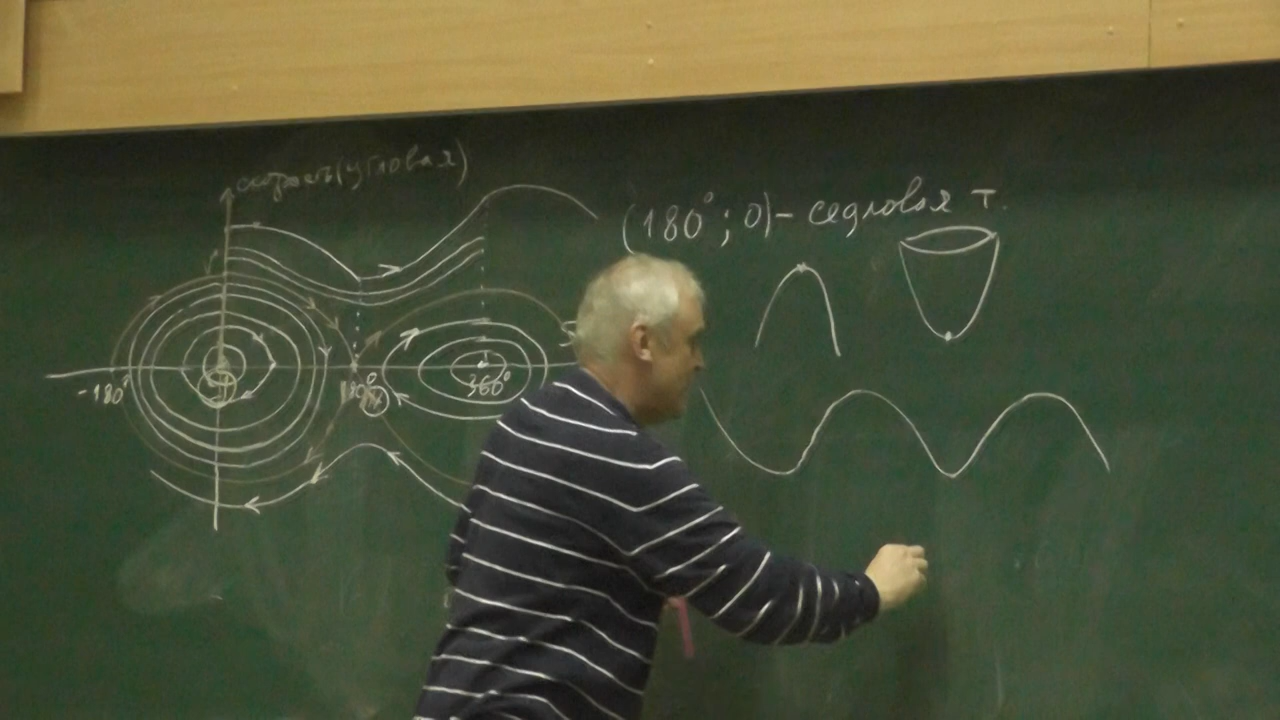 скорость(угловая)
(180°; 0) - седловая т.
-180°
180°
360°